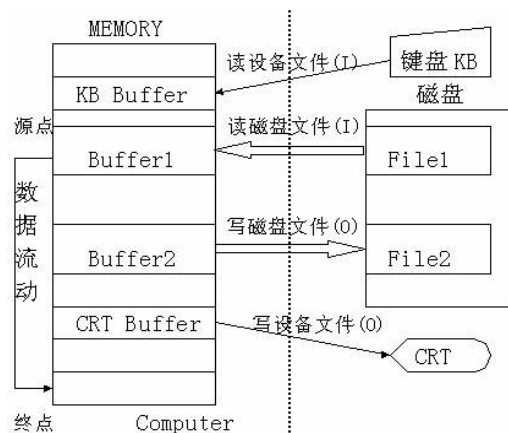 MEMORY
读设备文件(I)
键盘 KB
KB Buffer
磁盘
源点
读磁盘文件(I)
Buffer1
File1
数据流动
写磁盘文件(O)
Buffer2
File2
CRT Buffer
写设备文件(O)
CRT
终点
Computer